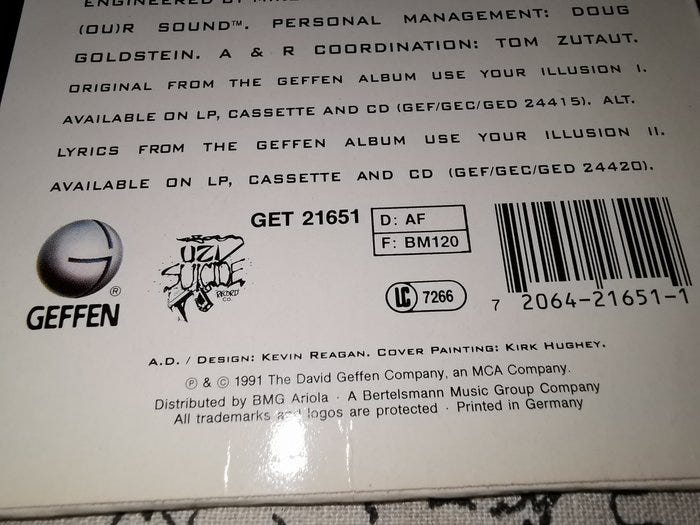 ENGINEERED BY
(OU)R SOUND™. PERSONAL MANAGEMENT: DOUG
GOLDSTEIN. A & R COORDINATION: TOM ZUTAUT.
ORIGINAL FROM THE GEFFEN ALBUM USE YOUR ILLUSION I.
AVAILABLE ON LP, CASSETTE AND CD (GEF/GEC/GED 24415). ALT.
LYRICS FROM THE GEFFEN ALBUM USE YOUR ILLUSION II.
AVAILABLE ON LP, CASSETTE AND CD (GEF/GEC/GED 24420).
GET 21651
D: AF
F: BM120
UZI
SUICIDE
RECORD
CO.
GEFFEN ®
LC 7266
7 2064-21651-1
A.D. / DESIGN: KEVIN REAGAN. COVER PAINTING: KIRK HUGHEY.
℗ & © 1991 The David Geffen Company, an MCA Company.
Distributed by BMG Ariola · A Bertelsmann Music Group Company
All trademarks and logos are protected · Printed in Germany